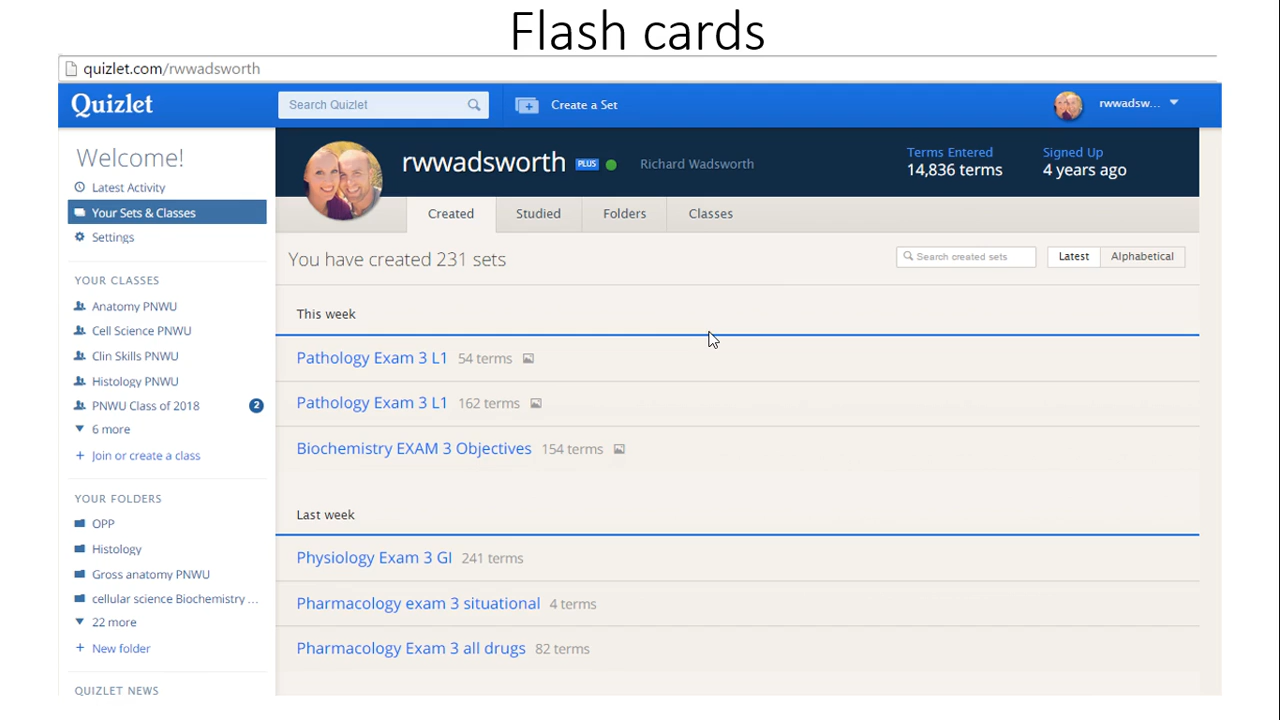 Flash cards
quizlet.com/rwwadsworth
Quizlet
Search Quizlet
Create a Set
rwwadsw...
Welcome!
Latest Activity
Your Sets & Classes
Settings
YOUR CLASSES
Anatomy PNWU
Cell Science PNWU
Clin Skills PNWU
Histology PNWU
PNWU Class of 2018 2
6 more
+ Join or create a class
YOUR FOLDERS
OPP
Histology
Gross anatomy PNWU
cellular science Biochemistry ...
22 more
+ New folder
QUIZLET NEWS
rwwadsworth PLUS Richard Wadsworth
Terms Entered
14,836 terms
Signed Up
4 years ago
Created Studied Folders Classes
You have created 231 sets
Search created sets
Latest Alphabetical
This week
Pathology Exam 3 L1 54 terms
Pathology Exam 3 L1 162 terms
Biochemistry EXAM 3 Objectives 154 terms
Last week
Physiology Exam 3 GI 241 terms
Pharmacology exam 3 situational 4 terms
Pharmacology Exam 3 all drugs 82 terms